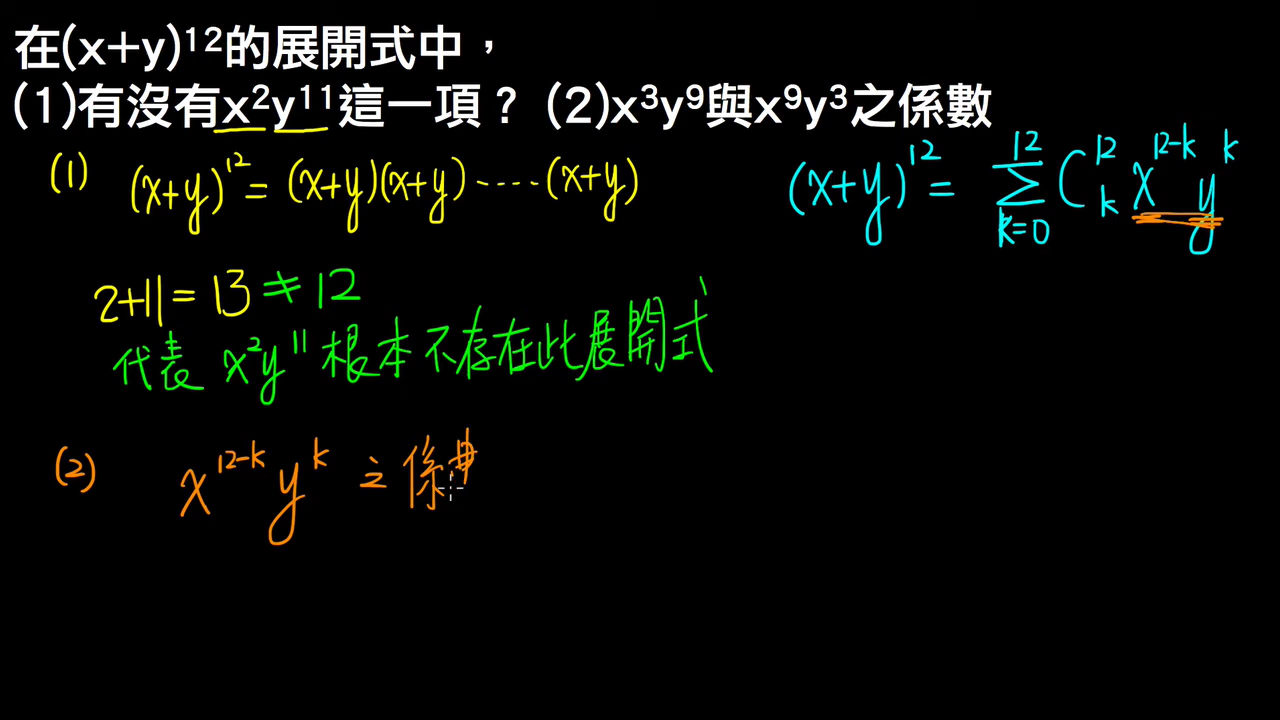 在(x+y)¹²的展開式中，
(1)有沒有x²y¹¹這一項？ (2)x³y⁹與x⁹y³之係數
(1) (x+y)¹² = (x+y)(x+y)----(x+y)
(x+y)¹² = Σ_{k=0}^{12} C^{12}_{k} x^{12-k} y^{k}
2+11=13≠12
代表 x²y¹¹ 根本不存在此展開式
(2) x^{12-k} y^{k} 之係